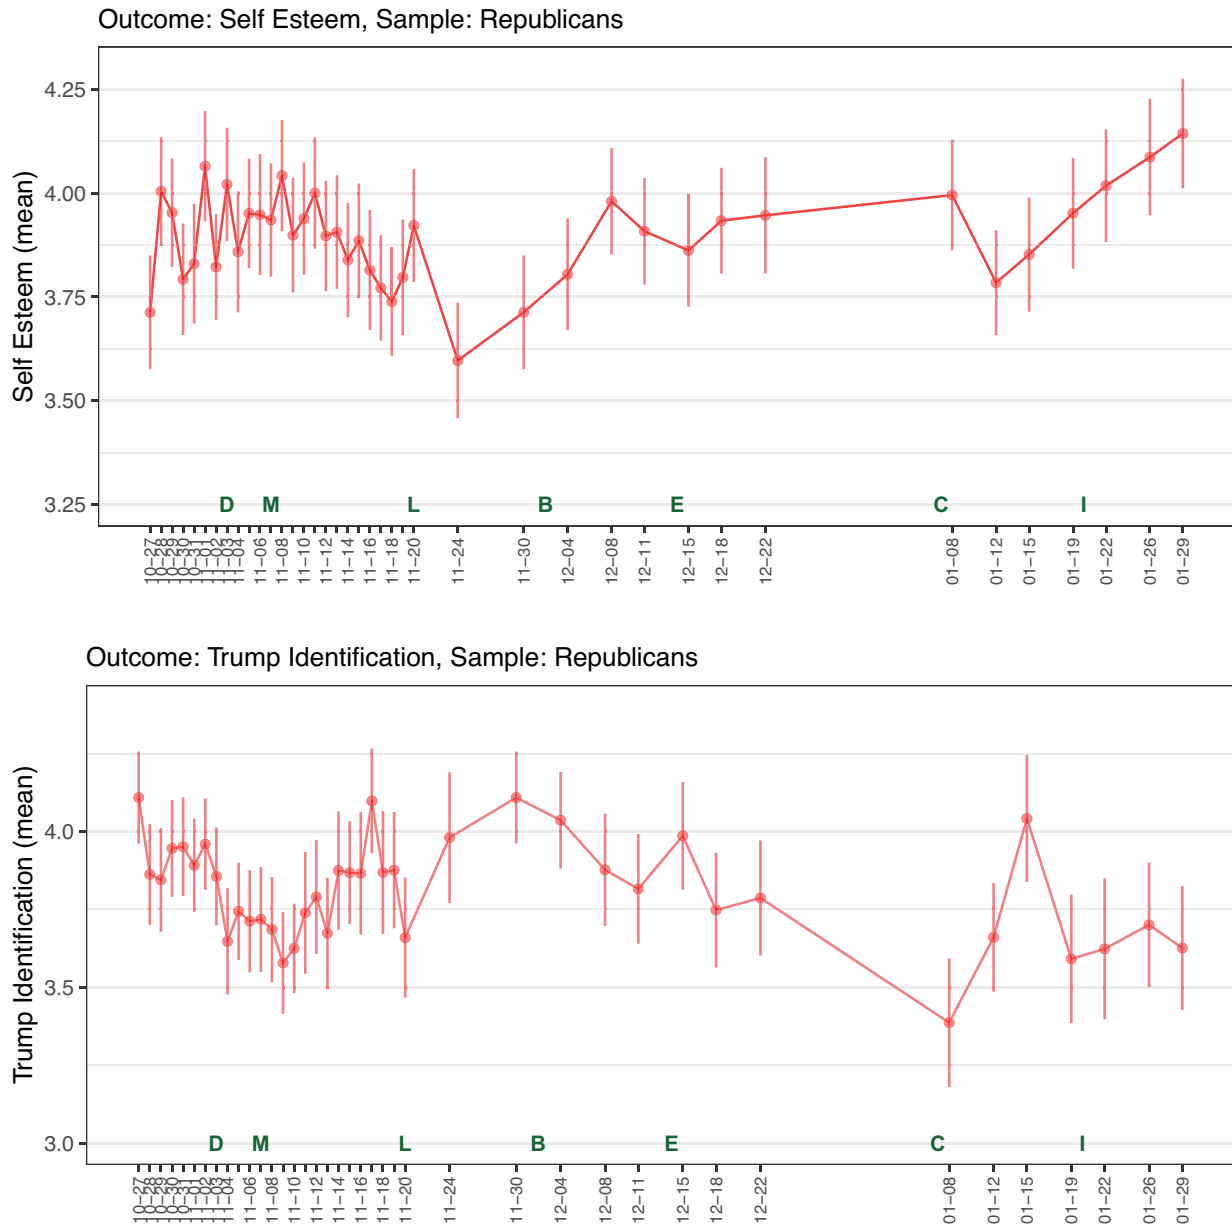 Outcome: Self Esteem, Sample: Republicans
Self Esteem (mean)
4.25
4.00
3.75
3.50
3.25
D M L B E C I
10−27 10−28 10−29 10−30 10−31 11−01 11−02 11−03 11−04 11−06 11−08 11−10 11−12 11−14 11−16 11−18 11−20 11−24 11−30 12−04 12−08 12−11 12−15 12−18 12−22 01−08 01−12 01−15 01−19 01−22 01−26 01−29
Outcome: Trump Identification, Sample: Republicans
Trump Identification (mean)
4.0
3.5
3.0
D M L B E C I
10−27 10−28 10−29 10−30 10−31 11−01 11−02 11−03 11−04 11−06 11−08 11−10 11−12 11−14 11−16 11−18 11−20 11−24 11−30 12−04 12−08 12−11 12−15 12−18 12−22 01−08 01−12 01−15 01−19 01−22 01−26 01−29